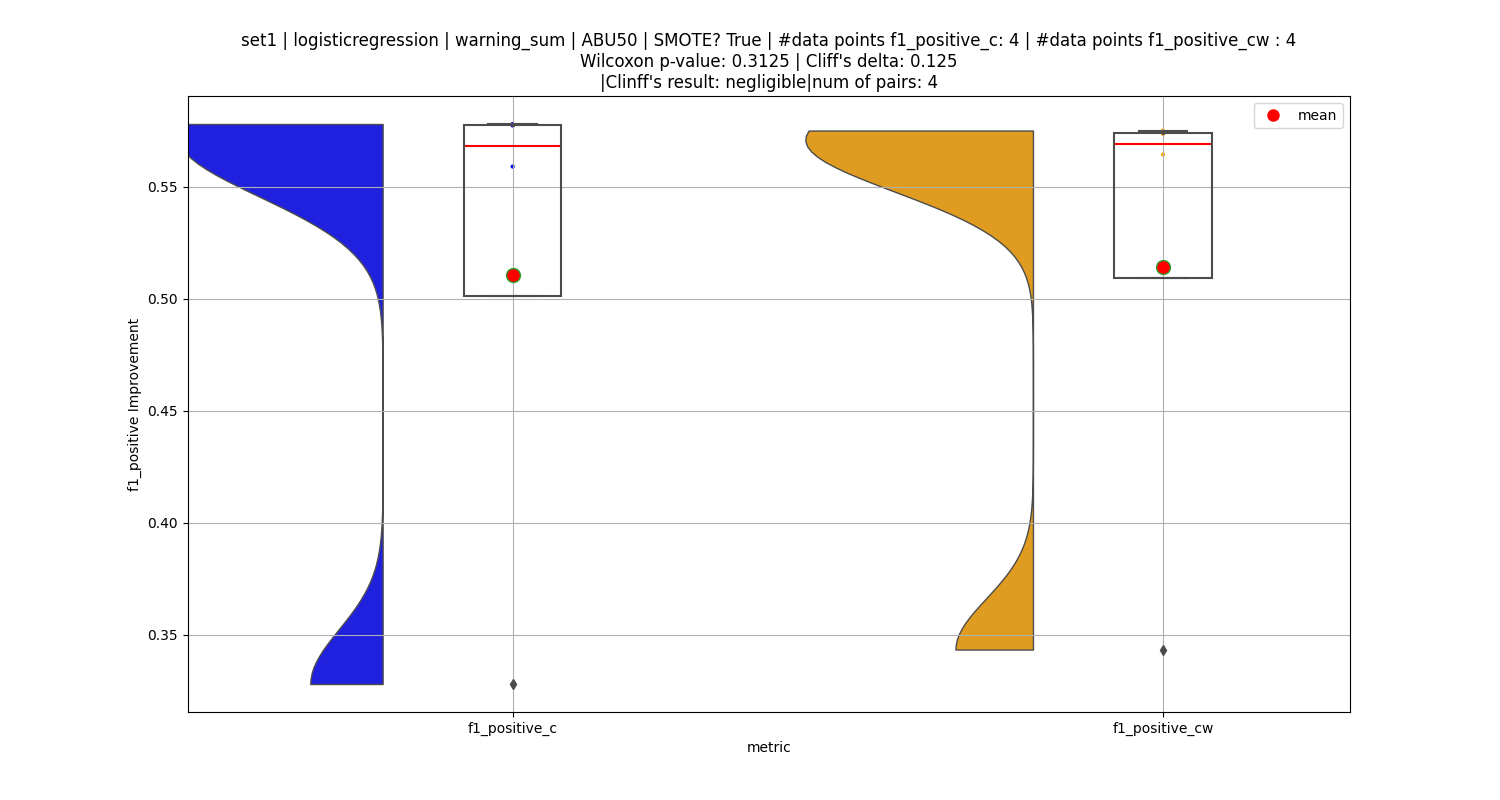 set1 | logisticregression | warning_sum | ABU50 | SMOTE? True | #data points f1_positive_c: 4 | #data points f1_positive_cw : 4
Wilcoxon p-value: 0.3125 | Cliff's delta: 0.125
|Clinff's result: negligible|num of pairs: 4
mean
0.55
0.50
0.45
0.40
0.35
f1_positive Improvement
f1_positive_c
f1_positive_cw
metric